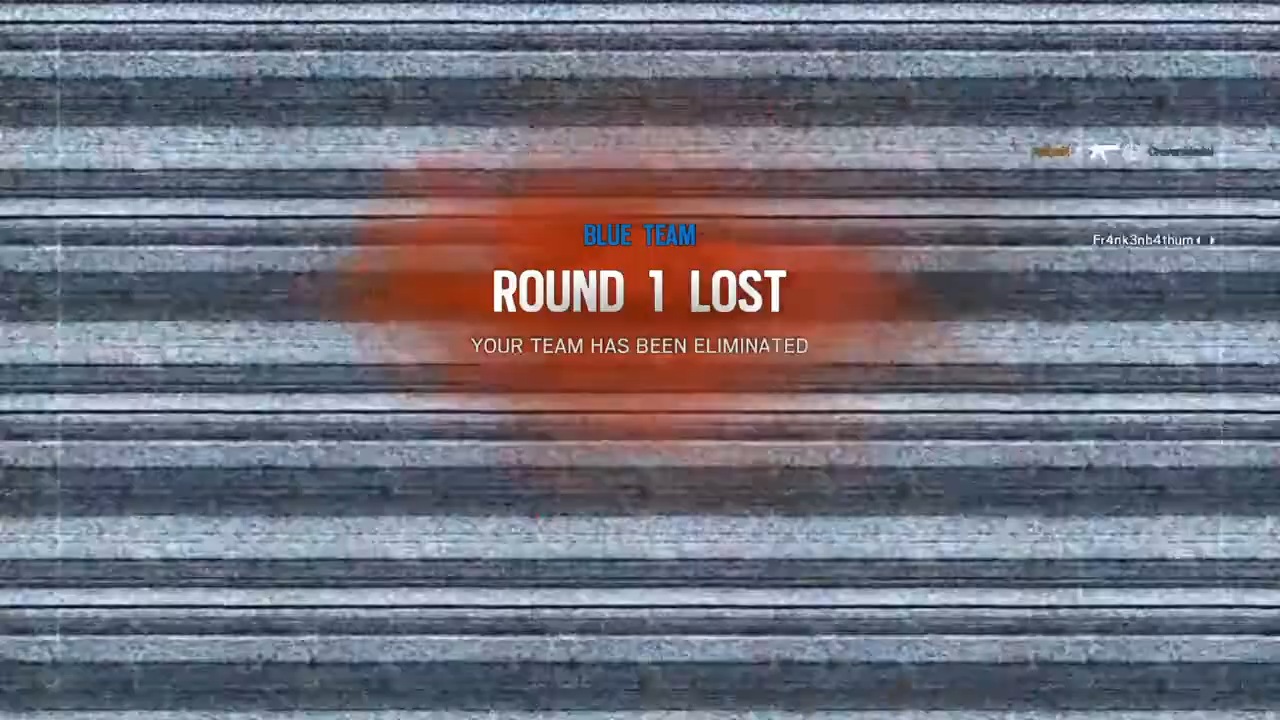 BLUE TEAM
ROUND 1 LOST
YOUR TEAM HAS BEEN ELIMINATED
Fr4nk3nb4thum